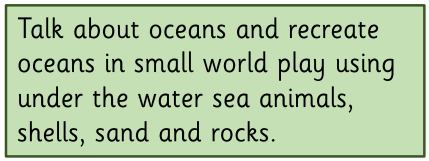 Talk about oceans and recreate
oceans in small world play using
under the water sea animals,
shells, sand and rocks.